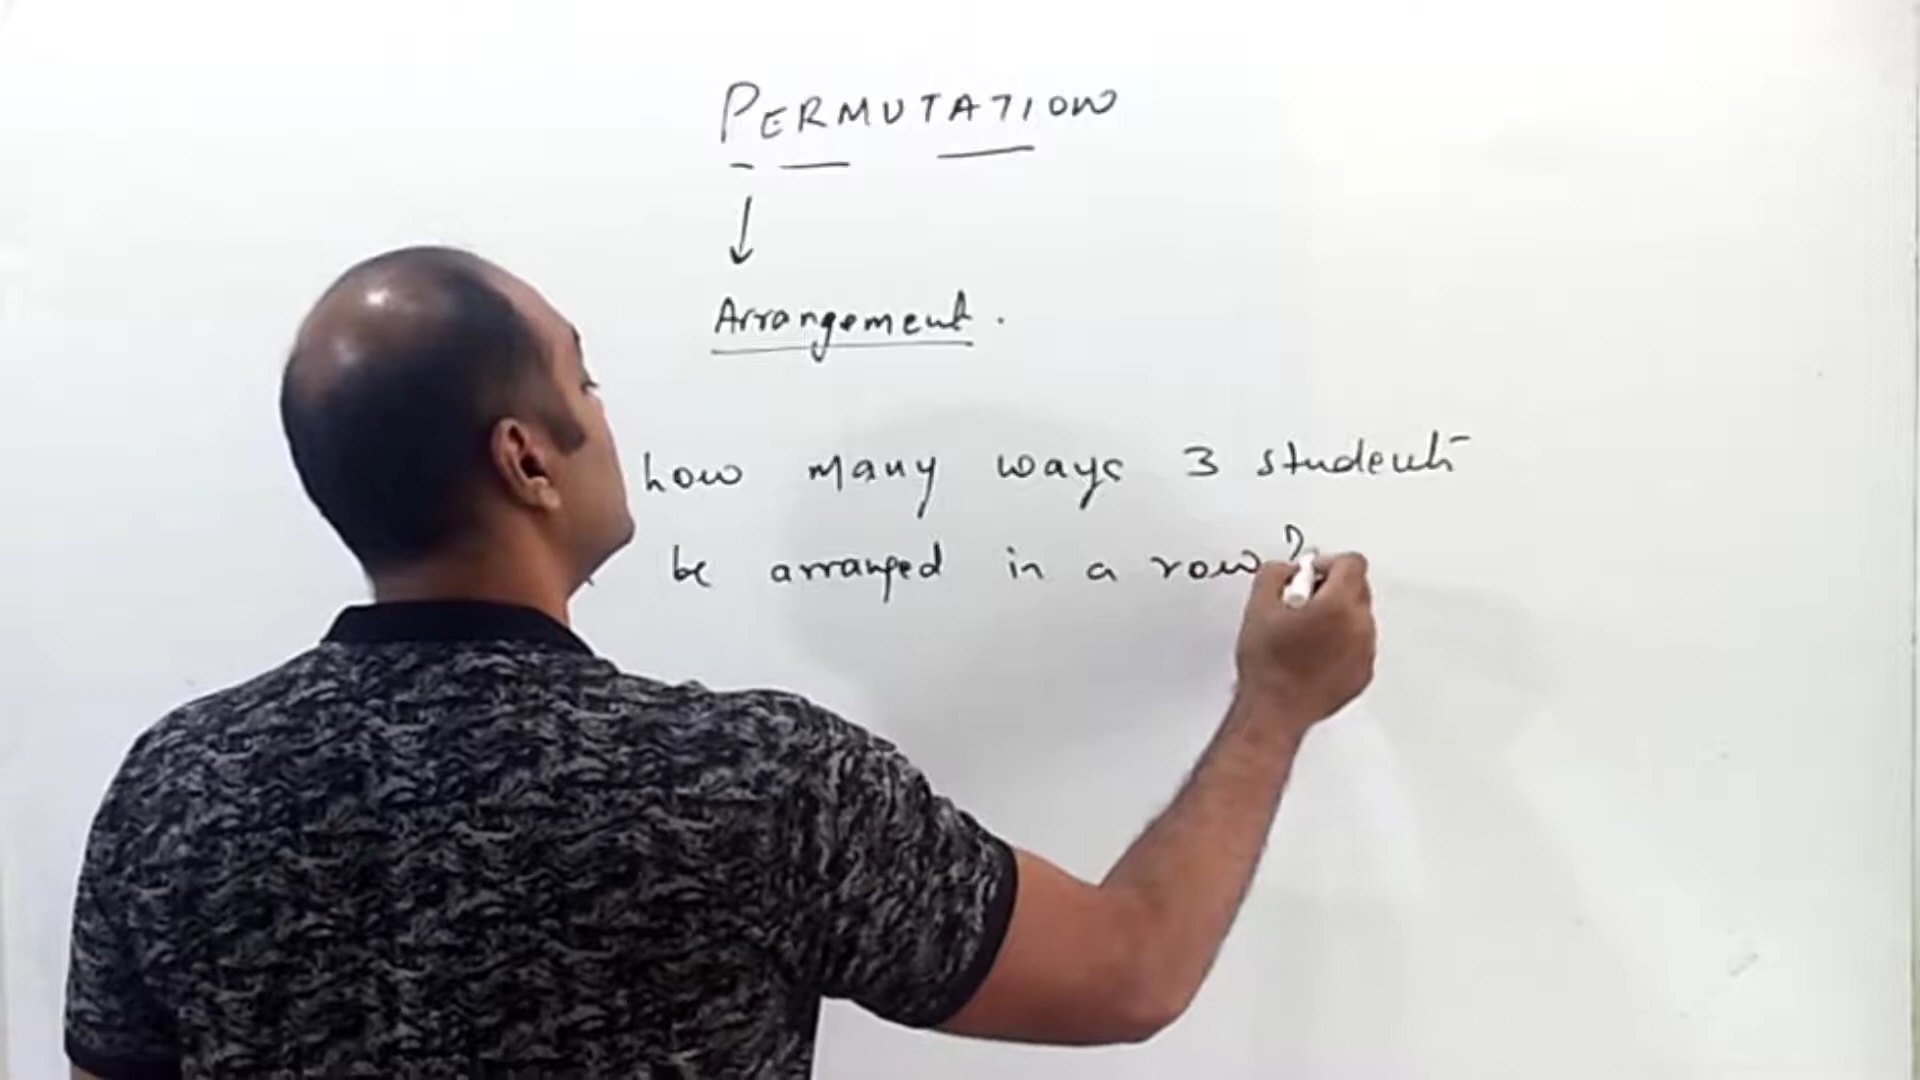 PERMUTATION
Arrangement.
how many ways 3 students
be arranged in a row?